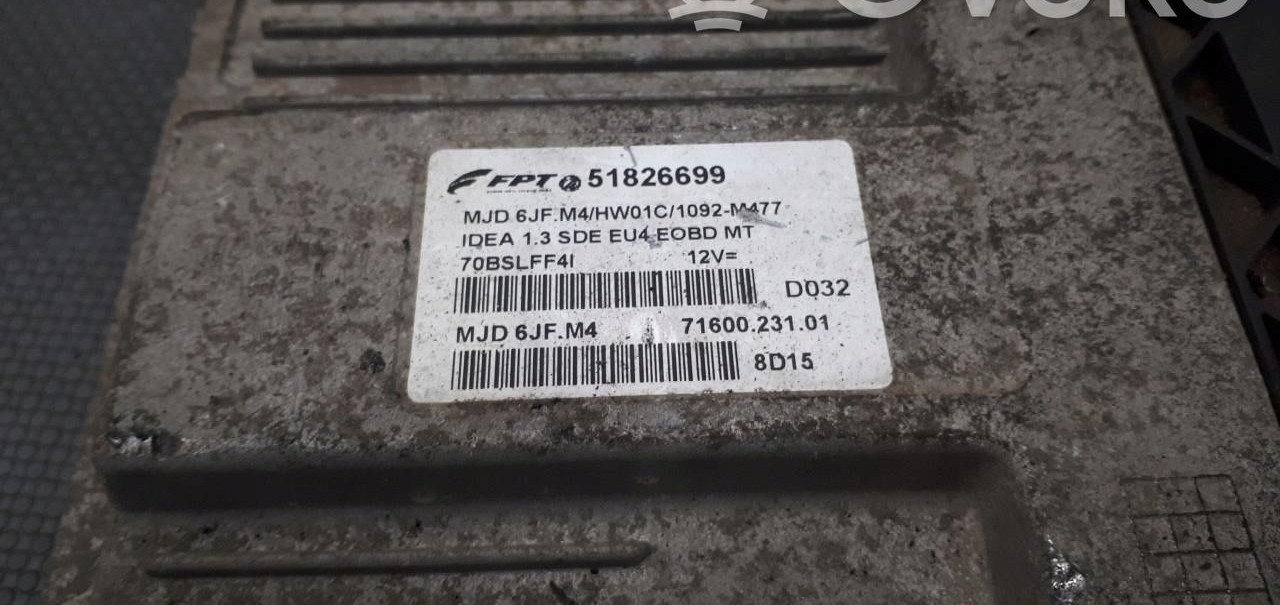 OVOKO
FPT 51826699
MJD 6JF.M4/HW01C/1092-M477
IDEA 1.3 SDE EU4 EOBD MT
70BSLFF4I 12V=
D032
MJD 6JF.M4 71600.231.01
8D15